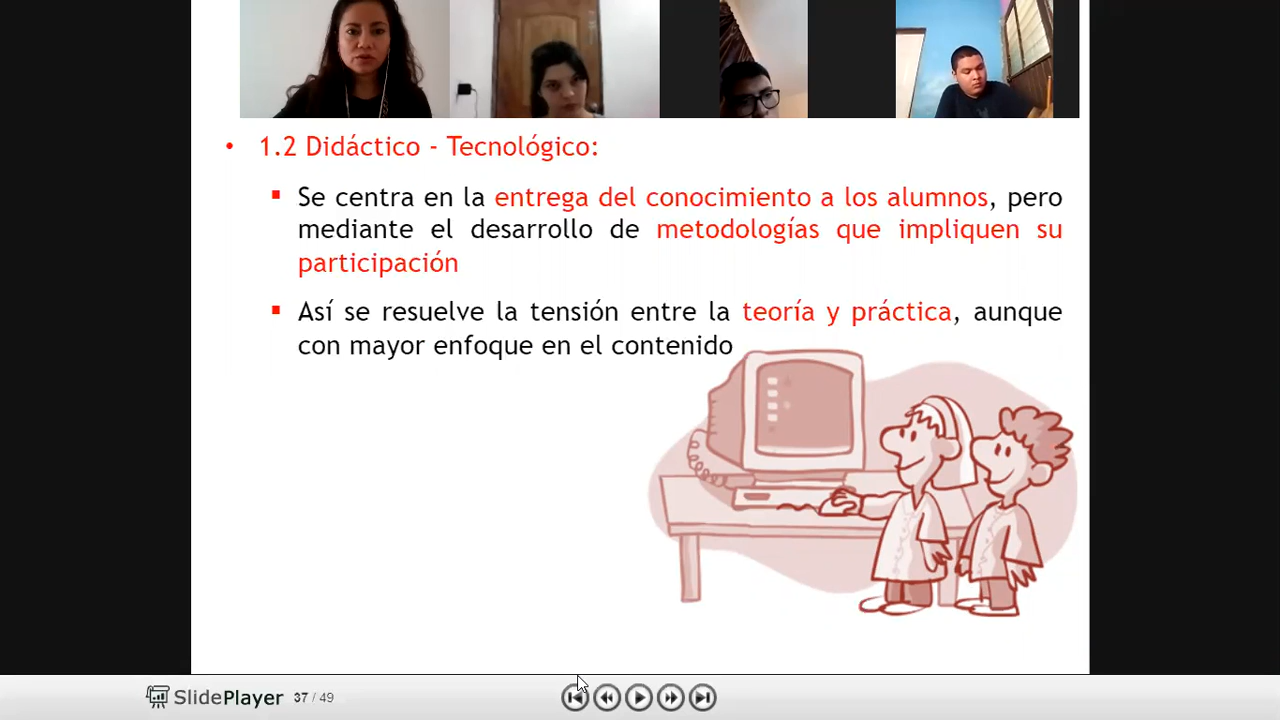 • 1.2 Didáctico - Tecnológico:
▪ Se centra en la entrega del conocimiento a los alumnos, pero
mediante el desarrollo de metodologías que impliquen su
participación
▪ Así se resuelve la tensión entre la teoría y práctica, aunque
con mayor enfoque en el contenido
SlidePlayer 37 / 49